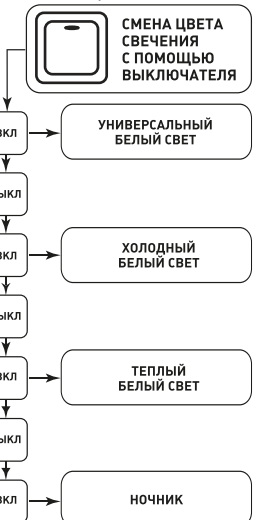 СМЕНА ЦВЕТА
СВЕЧЕНИЯ
С ПОМОЩЬЮ
ВЫКЛЮЧАТЕЛЯ
ВКЛ
УНИВЕРСАЛЬНЫЙ
БЕЛЫЙ СВЕТ
ЫКЛ
ВКЛ
ХОЛОДНЫЙ
БЕЛЫЙ СВЕТ
ЫКЛ
ВКЛ
ТЕПЛЫЙ
БЕЛЫЙ СВЕТ
ЫКЛ
ВКЛ
НОЧНИК